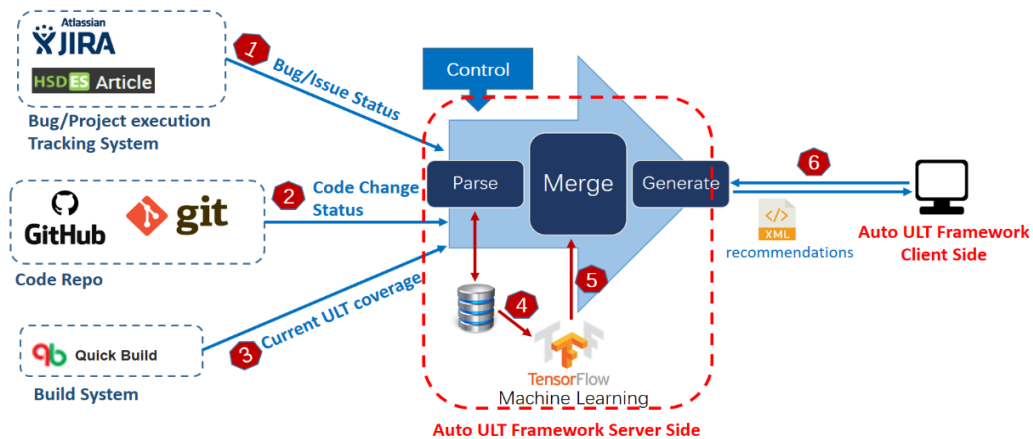 Atlassian
JIRA
HSDES Article
Bug/Project execution
Tracking System
1
Bug/Issue Status
Control
GitHub
git
Code Repo
2
Code Change
Status
Quick Build
Build System
3
Current ULT coverage
Parse
Merge
Generate
4
5
TensorFlow
Machine Learning
Auto ULT Framework Server Side
6
</>
XML
recommendations
Auto ULT Framework
Client Side